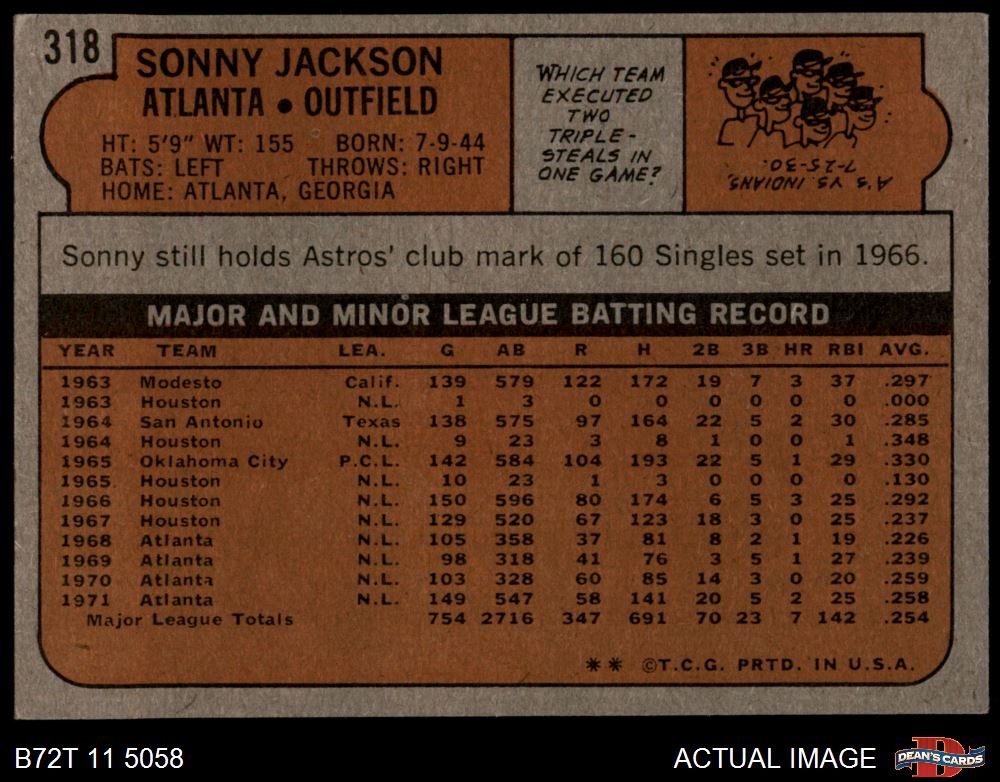 318
SONNY JACKSON
ATLANTA • OUTFIELD
HT: 5'9" WT: 155 BORN: 7-9-44
BATS: LEFT THROWS: RIGHT
HOME: ATLANTA, GEORGIA
WHICH TEAM
EXECUTED
TWO
TRIPLE-
STEALS IN
ONE GAME?
A'S VS. INDIANS,
7-25-30.
Sonny still holds Astros' club mark of 160 Singles set in 1966.
MAJOR AND MINOR LEAGUE BATTING RECORD
YEAR TEAM LEA. G AB R H 2B 3B HR RBI AVG.
1963 Modesto Calif. 139 579 122 172 19 7 3 37 .297
1963 Houston N.L. 1 3 0 0 0 0 0 0 .000
1964 San Antonio Texas 138 575 97 164 22 5 2 30 .285
1964 Houston N.L. 9 23 3 8 1 0 0 1 .348
1965 Oklahoma City P.C.L. 142 584 104 193 22 5 1 29 .330
1965 Houston N.L. 10 23 1 3 0 0 0 0 .130
1966 Houston N.L. 150 596 80 174 6 5 3 25 .292
1967 Houston N.L. 129 520 67 123 18 3 0 25 .237
1968 Atlanta N.L. 105 358 37 81 8 2 1 19 .226
1969 Atlanta N.L. 98 318 41 76 3 5 1 27 .239
1970 Atlanta N.L. 103 328 60 85 14 3 0 20 .259
1971 Atlanta N.L. 149 547 58 141 20 5 2 25 .258
Major League Totals 754 2716 347 691 70 23 7 142 .254
** ©T.C.G. PRTD. IN U.S.A.
B72T 11 5058 ACTUAL IMAGE
D
DEAN'S CARDS